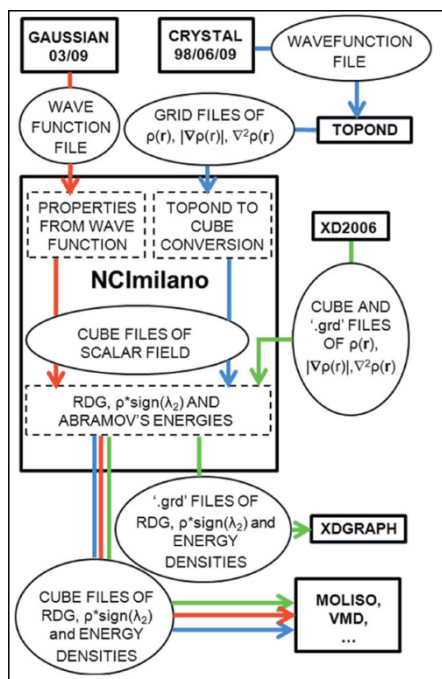 GAUSSIAN
03/09
CRYSTAL
98/06/09
WAVEFUNCTION
FILE
WAVE
FUNCTION
FILE
GRID FILES OF
ρ(r), |∇ρ(r)|, ∇²ρ(r)
TOPOND
PROPERTIES
FROM WAVE
FUNCTION
TOPOND TO
CUBE
CONVERSION
XD2006
NCImilano
CUBE FILES OF
SCALAR FIELD
CUBE AND
‘.grd’ FILES
OF ρ(r),
|∇ρ(r)|,∇²ρ(r)
RDG, ρ*sign(λ₂) AND
ABRAMOV'S ENERGIES
‘.grd’ FILES OF
RDG, ρ*sign(λ₂) and
ENERGY
DENSITIES
XDGRAPH
CUBE FILES OF
RDG, ρ*sign(λ₂)
and ENERGY
DENSITIES
MOLISO,
VMD,
...